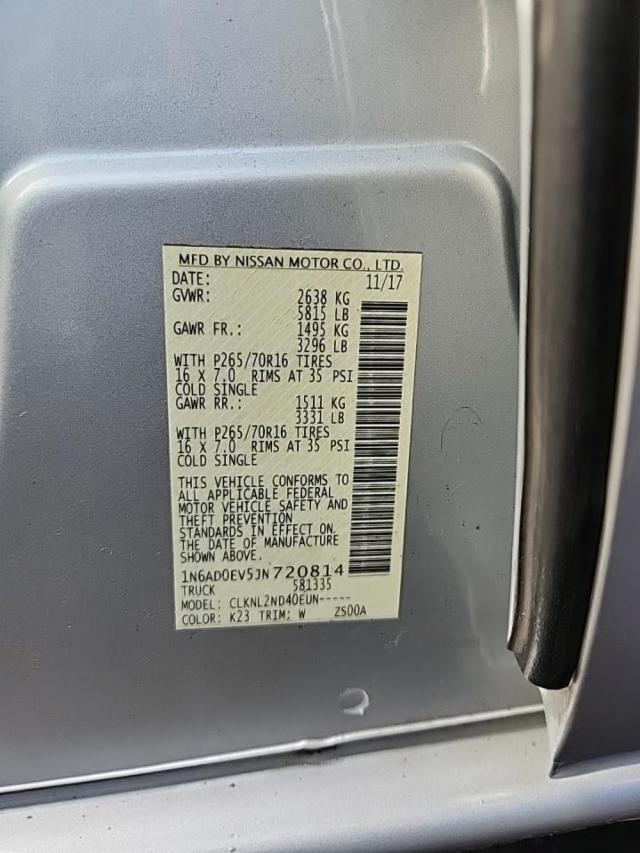 MFD BY NISSAN MOTOR CO., LTD.
DATE: 11/17
GVWR: 2638 KG
5815 LB
GAWR FR.: 1495 KG
3296 LB
WITH P265/70R16 TIRES
16 X 7.0 RIMS AT 35 PSI
COLD SINGLE
GAWR RR.: 1511 KG
3331 LB
WITH P265/70R16 TIRES
16 X 7.0 RIMS AT 35 PSI
COLD SINGLE
THIS VEHICLE CONFORMS TO
ALL APPLICABLE FEDERAL
MOTOR VEHICLE SAFETY AND
THEFT PREVENTION
STANDARDS IN EFFECT ON
THE DATE OF MANUFACTURE
SHOWN ABOVE.
1N6AD0EV5JN720814
TRUCK 581335
MODEL: CLKNL2ND40EUN-----
COLOR: K23 TRIM: W ZS00A